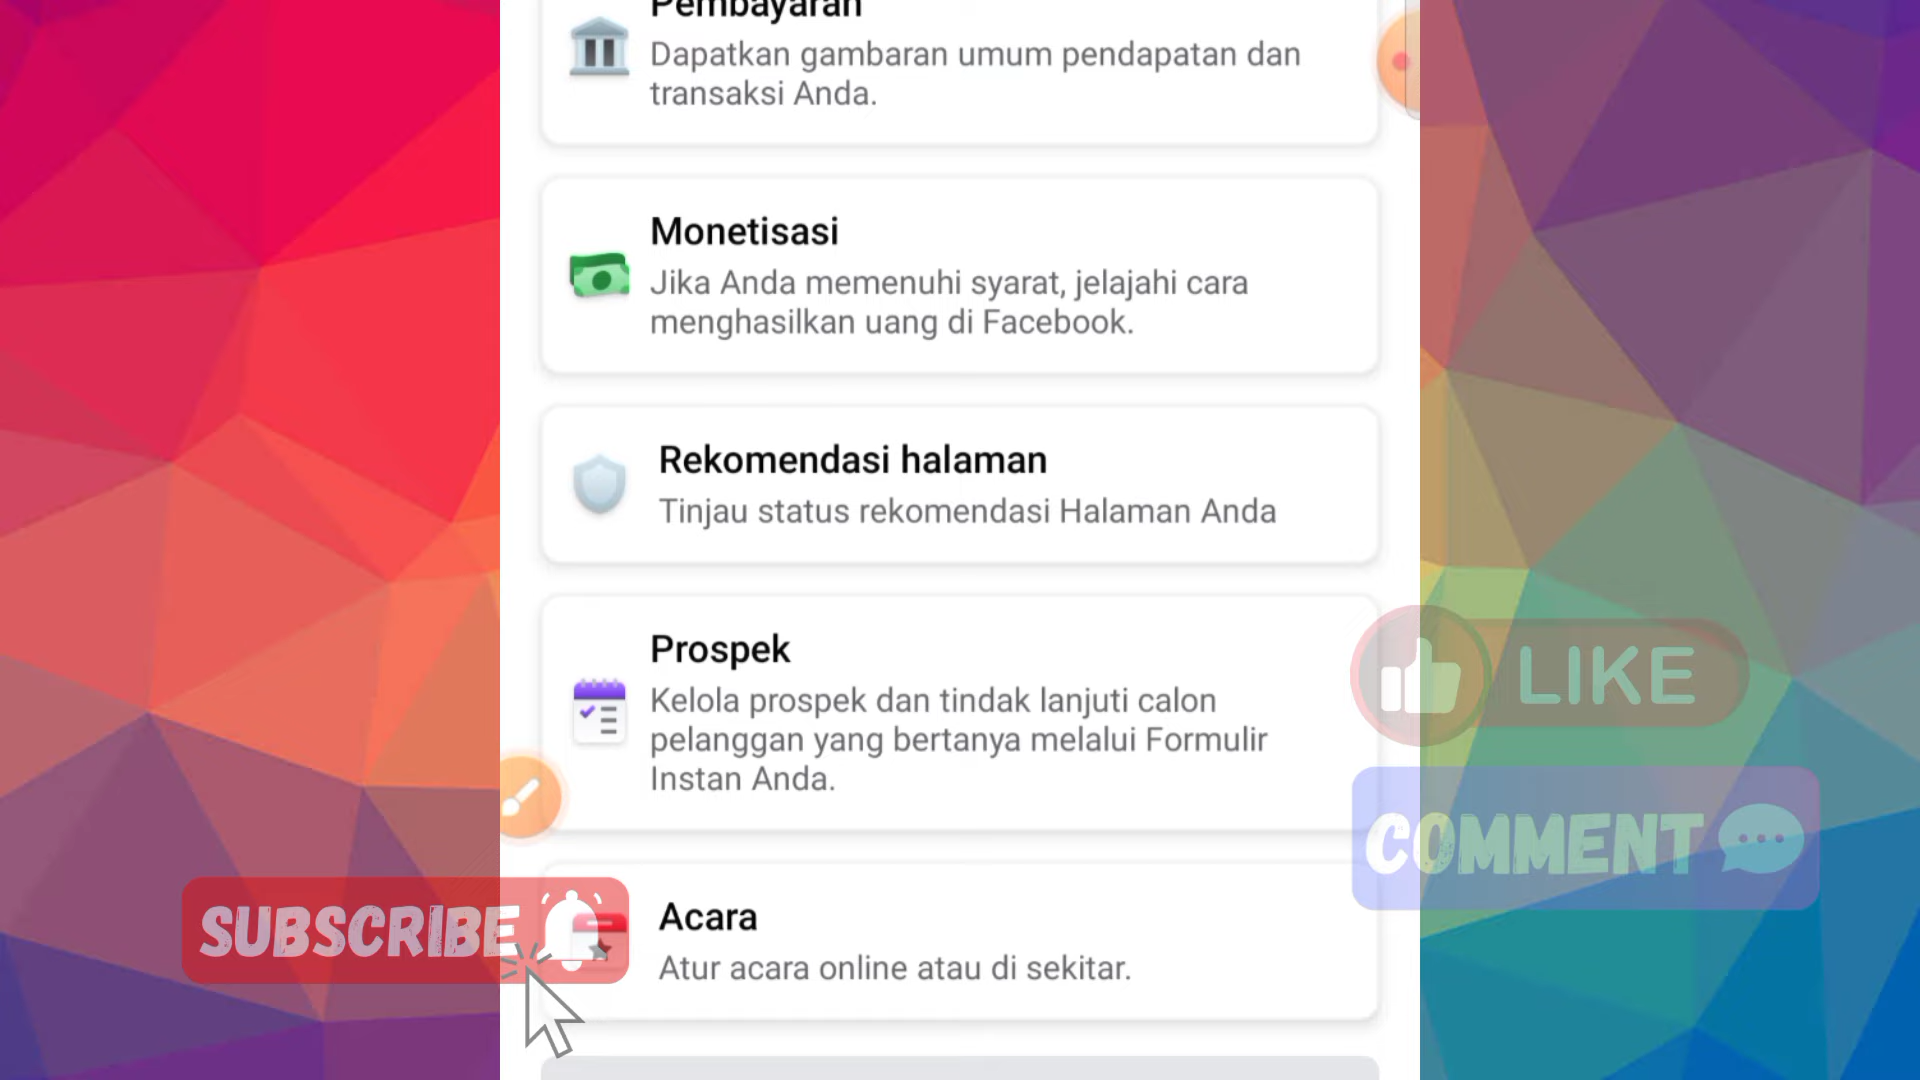 Pembayaran
Dapatkan gambaran umum pendapatan dan
transaksi Anda.
Monetisasi
Jika Anda memenuhi syarat, jelajahi cara
menghasilkan uang di Facebook.
Rekomendasi halaman
Tinjau status rekomendasi Halaman Anda
Prospek
Kelola prospek dan tindak lanjuti calon
pelanggan yang bertanya melalui Formulir
Instan Anda.
Acara
Atur acara online atau di sekitar.
LIKE
COMMENT
SUBSCRIBE